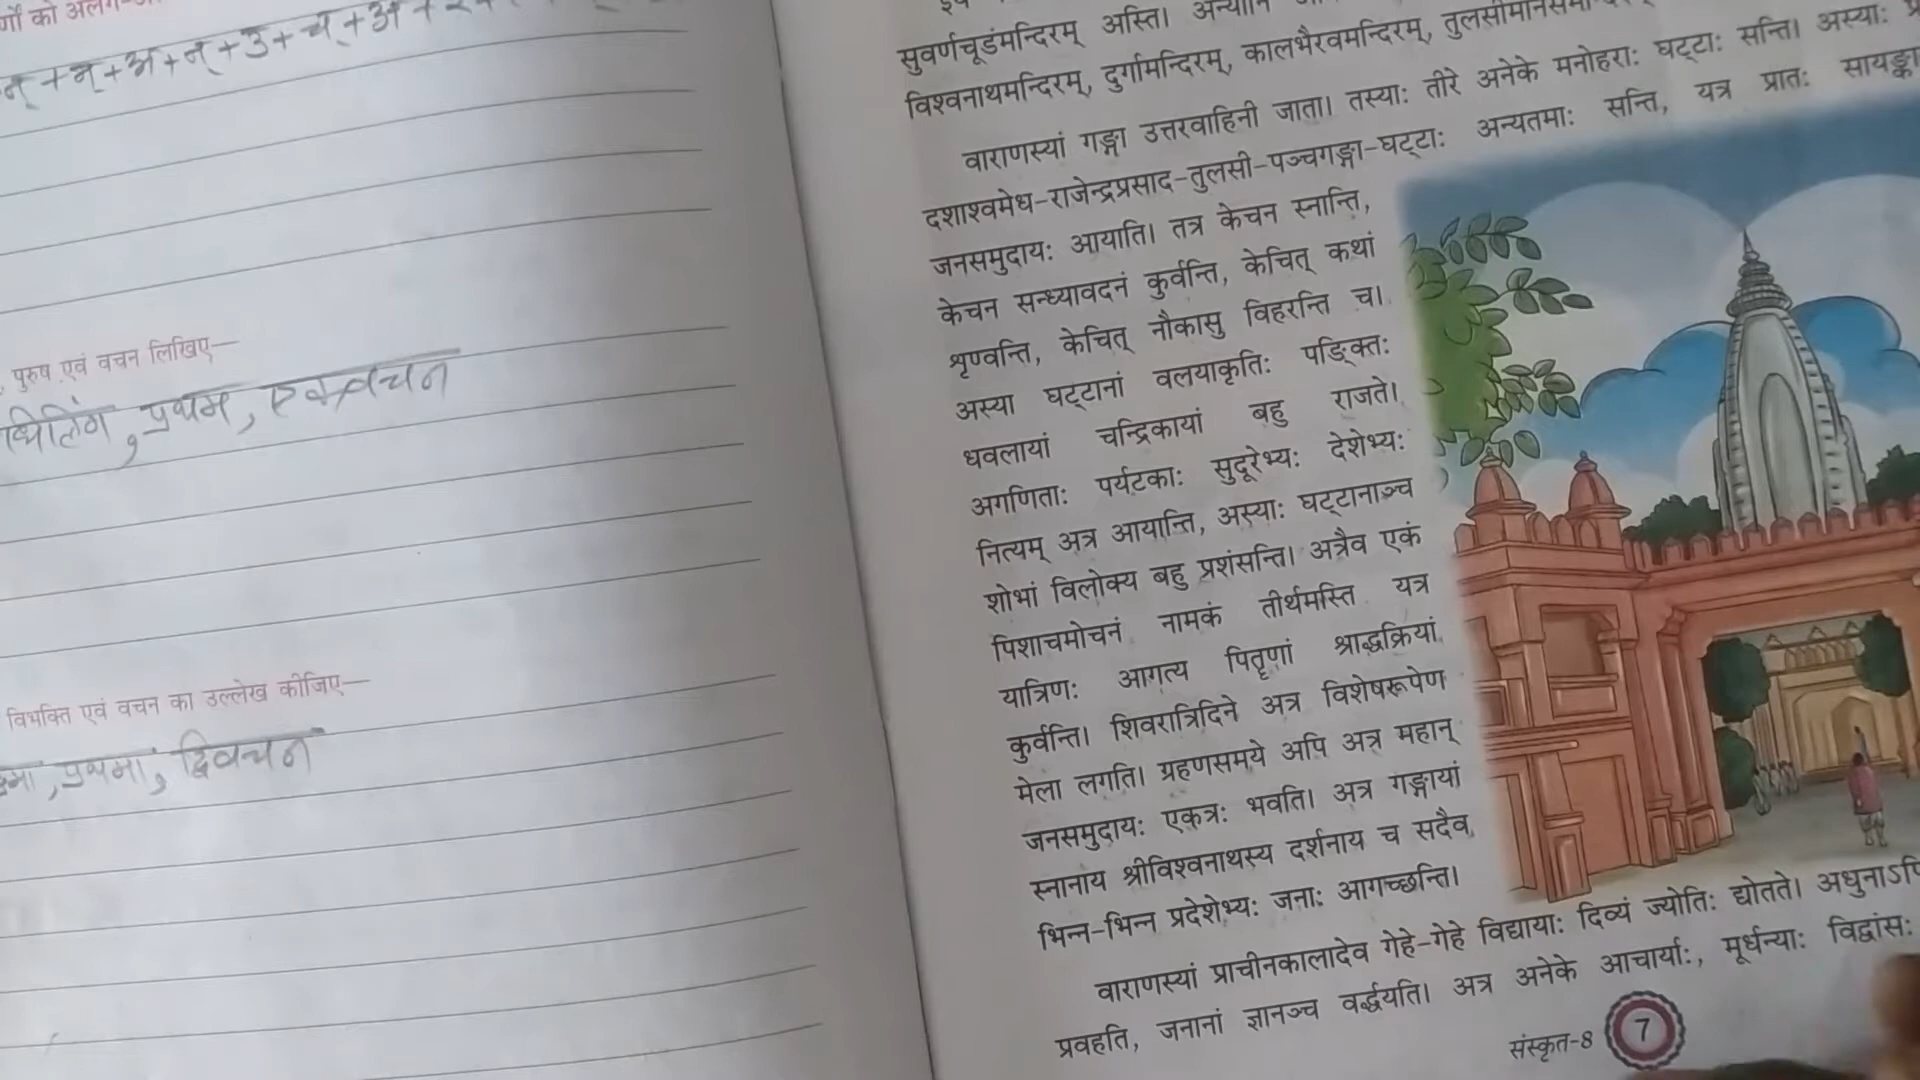 र्णों को अलग-
न् + म् + अ + न् + उ + च् + अ +
, पुरुष एवं वचन लिखिए—
, प्रथम, एकवचन
विभक्ति एवं वचन का उल्लेख कीजिए—
, प्रथमा, द्विवचन
सुवर्णचूडंमन्दिरम् अस्ति। अन्यानि
विश्वनाथमन्दिरम्, दुर्गामन्दिरम्, कालभैरवमन्दिरम्,
वाराणस्यां गङ्गा उत्तरवाहिनी जाता। तस्याः तीरे अनेके मनोहराः घट्टाः सन्ति। अस्याः
दशाश्वमेध-राजेन्द्रप्रसाद-तुलसी-पञ्चगङ्गा-घट्टाः अन्यतमाः सन्ति, यत्र प्रातः
जनसमुदायः आयाति। तत्र केचन स्नान्ति,
केचन सन्ध्यावदनं कुर्वन्ति, केचित् कथां
शृण्वन्ति, केचित् नौकासु विहरन्ति च।
अस्या घट्टानां वलयाकृतिः पङ्क्तिः
धवलायां चन्द्रिकायां बहु राजते।
अगणिताः पर्यटकाः सुदूरेभ्यः देशेभ्यः
नित्यम् अत्र आयान्ति, अस्याः घट्टानाञ्च
शोभां विलोक्य बहु प्रशंसन्ति। अत्रैव एकं
पिशाचमोचनं नामकं तीर्थमस्ति यत्र
यात्रिणः आगत्य पितृणां श्राद्धक्रियां
कुर्वन्ति। शिवरात्रिदिने अत्र विशेषरूपेण
मेला लगति। ग्रहणसमये अपि अत्र महान्
जनसमुदायः एकत्रः भवति। अत्र गङ्गायां
स्नानाय श्रीविश्वनाथस्य दर्शनाय च सदैव
भिन्न-भिन्न प्रदेशेभ्यः जनाः आगच्छन्ति।
वाराणस्यां प्राचीनकालादेव गेहे-गेहे विद्यायाः दिव्यं ज्योतिः द्योतते। अधुनाऽपि
प्रवहति, जनानां ज्ञानञ्च वर्द्धयति। अत्र अनेके आचार्याः, मूर्धन्याः विद्वांसः
संस्कृत-8 7